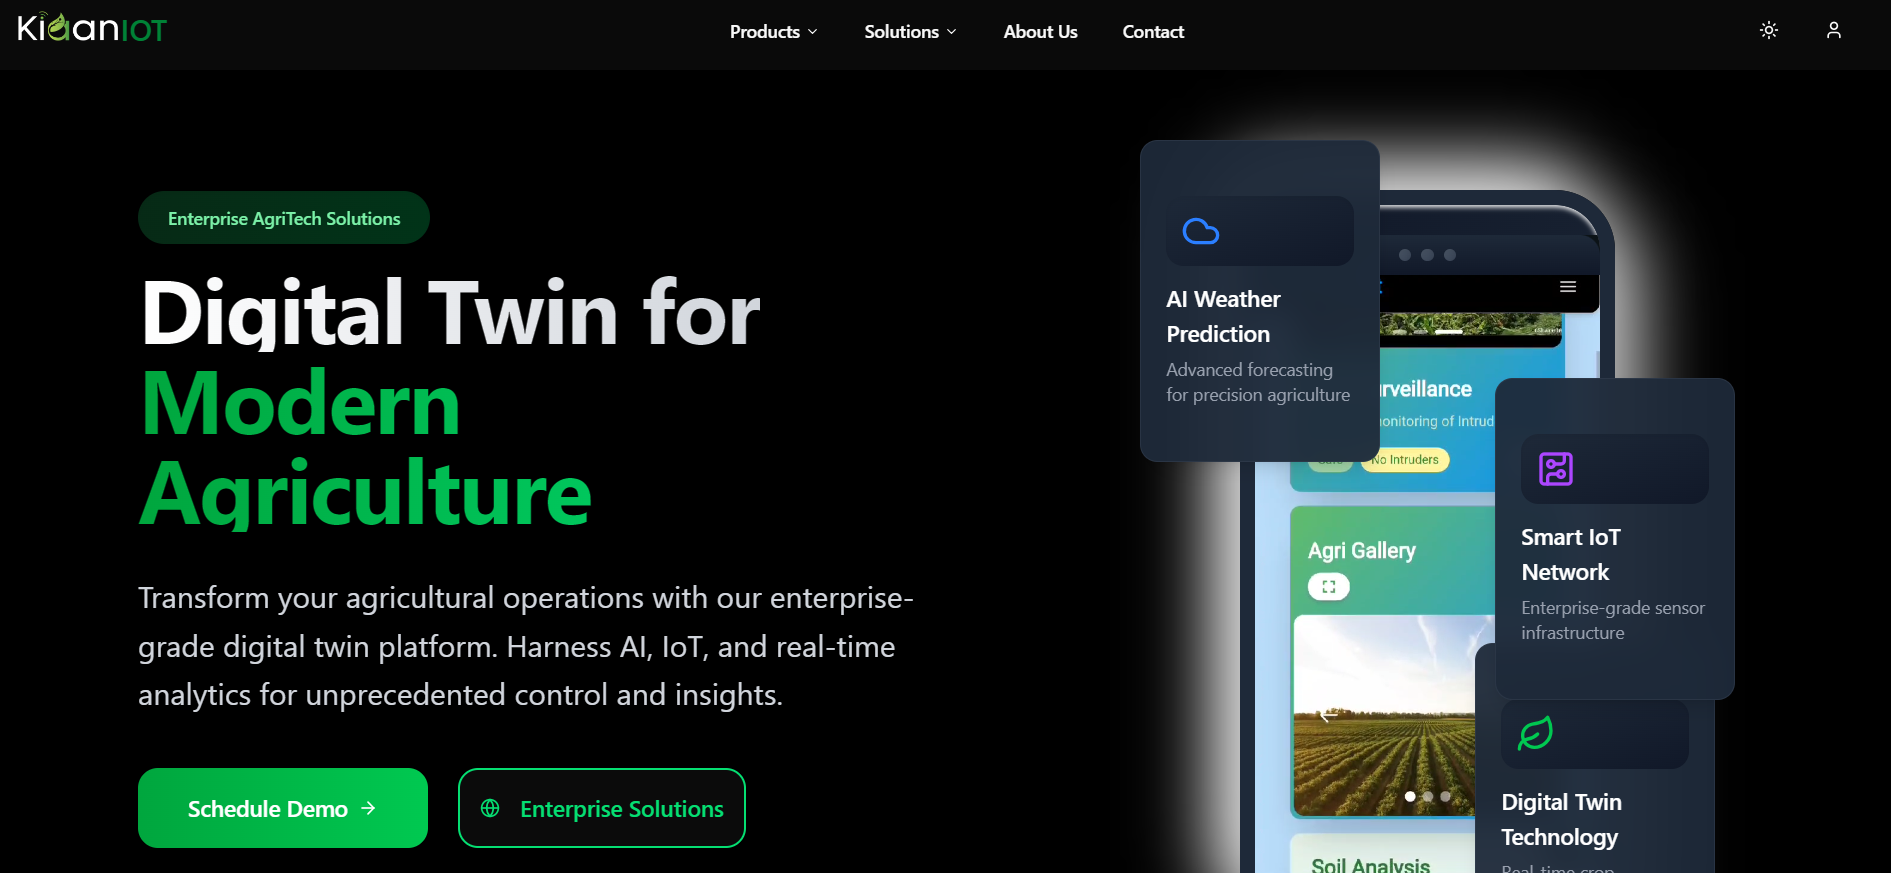 KisanIOT
Products
Solutions
About Us
Contact
Enterprise AgriTech Solutions
Digital Twin for
Modern
Agriculture
Transform your agricultural operations with our enterprise-
grade digital twin platform. Harness AI, IoT, and real-time
analytics for unprecedented control and insights.
Schedule Demo
Enterprise Solutions
AI Weather
Prediction
Advanced forecasting
for precision agriculture
rveillance
onitoring of Intrud
No Intruders
Agri Gallery
Smart IoT
Network
Enterprise-grade sensor
infrastructure
Digital Twin
Technology
Real-time crop
Soil Analysis